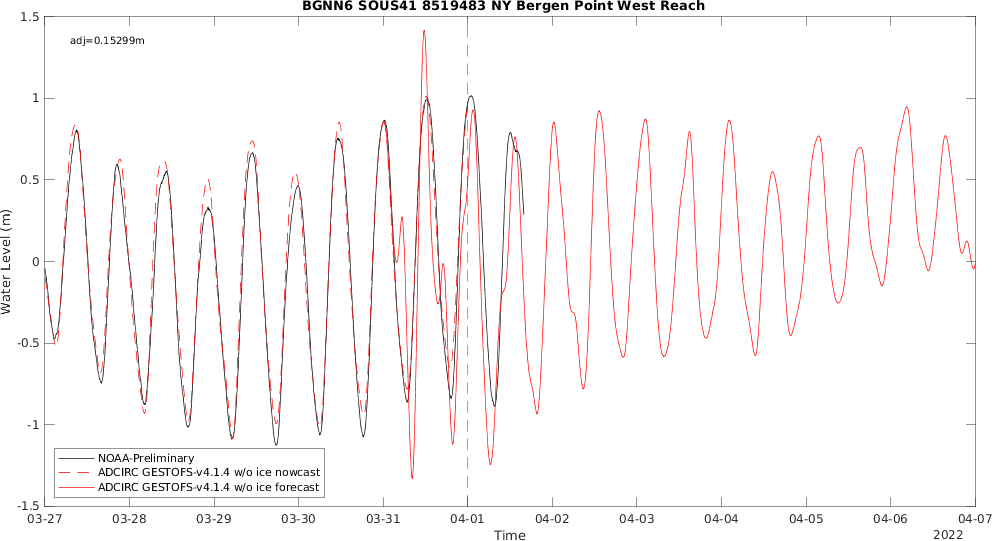 BGNN6 SOUS41 8519483 NY Bergen Point West Reach
adj=0.15299m
1.5
1
0.5
0
-0.5
-1
-1.5
Water Level (m)
NOAA-Preliminary
ADCIRC GESTOFS-v4.1.4 w/o ice nowcast
ADCIRC GESTOFS-v4.1.4 w/o ice forecast
03-27 03-28 03-29 03-30 03-31 04-01 04-02 04-03 04-04 04-05 04-06 04-07
Time
2022